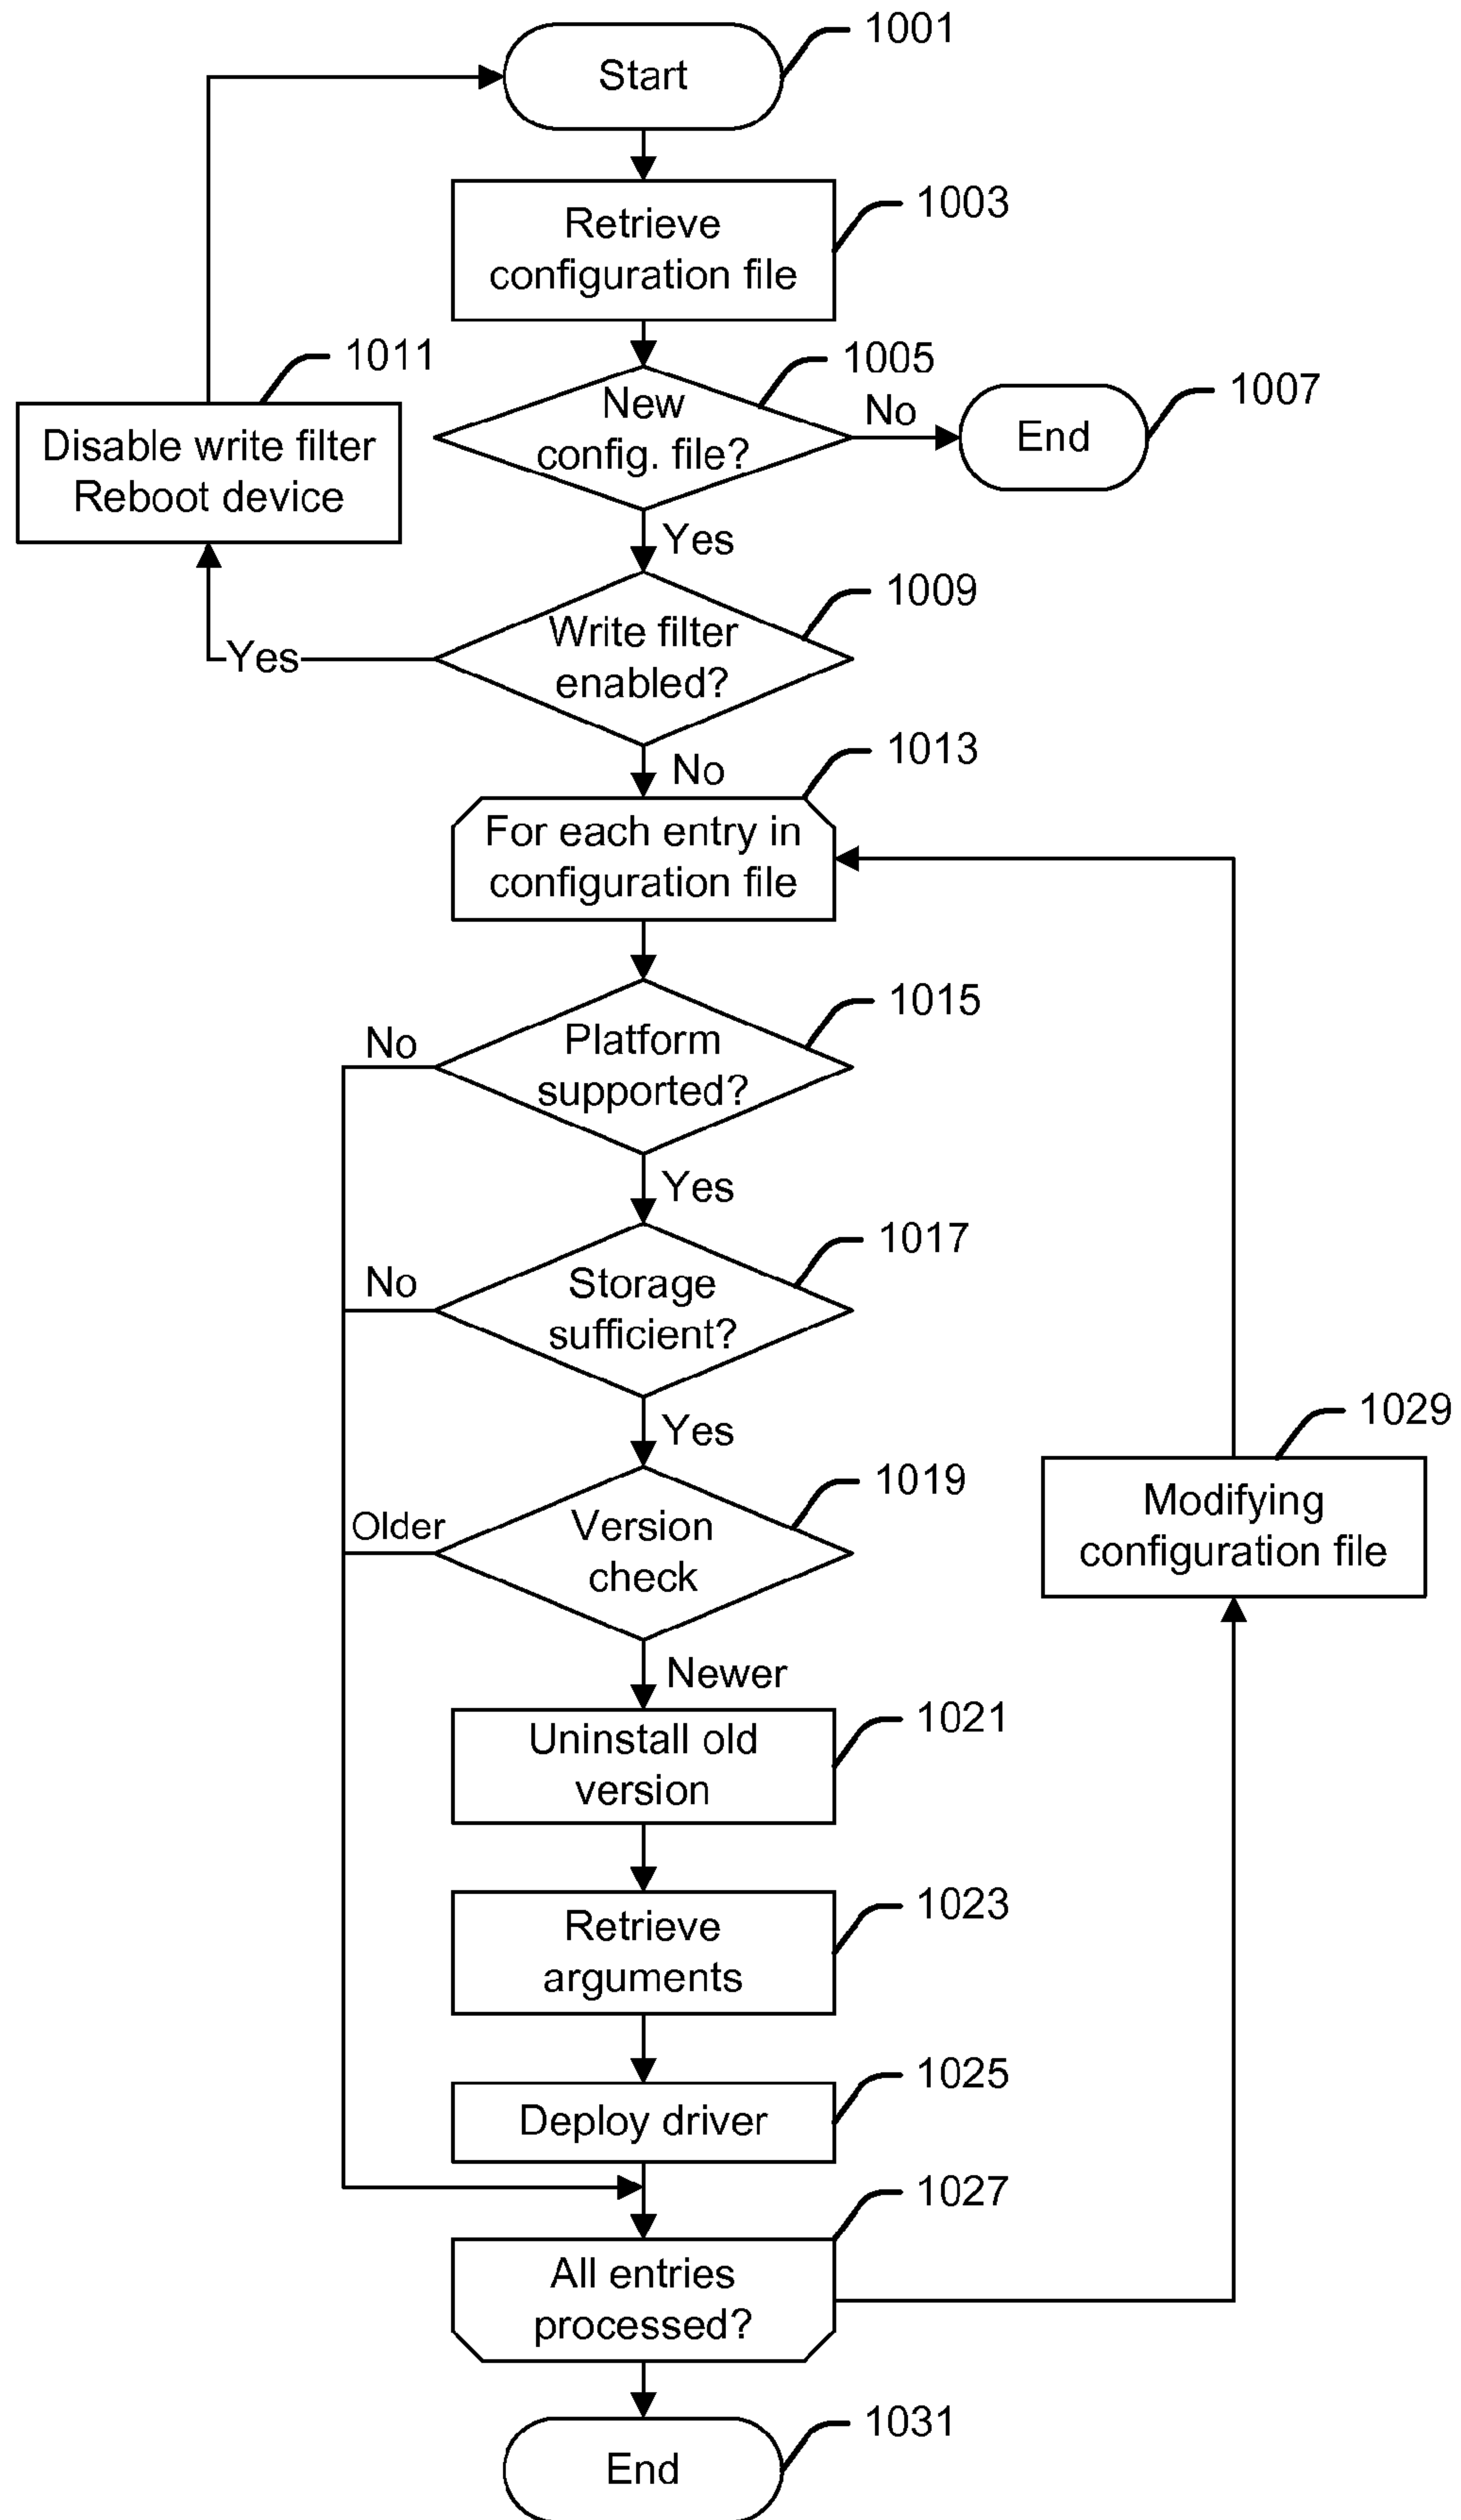 1001
Start
1003
Retrieve
configuration file
1011
1005
1007
New
config. file?
No
End
Disable write filter
Reboot device
Yes
1009
Write filter
enabled?
Yes
1013
No
For each entry in
configuration file
1015
No
Platform
supported?
Yes
1017
No
Storage
sufficient?
1029
Yes
1019
Modifying
configuration file
Older
Version
check
Newer
1021
Uninstall old
version
1023
Retrieve
arguments
1025
Deploy driver
1027
All entries
processed?
1031
End